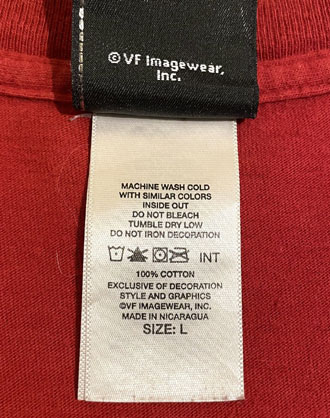 ©VF Imagewear,
Inc.
MACHINE WASH COLD
WITH SIMILAR COLORS
INSIDE OUT
DO NOT BLEACH
TUMBLE DRY LOW
DO NOT IRON DECORATION
INT
100% COTTON
EXCLUSIVE OF DECORATION
STYLE AND GRAPHICS
©VF IMAGEWEAR, INC.
MADE IN NICARAGUA
SIZE: L